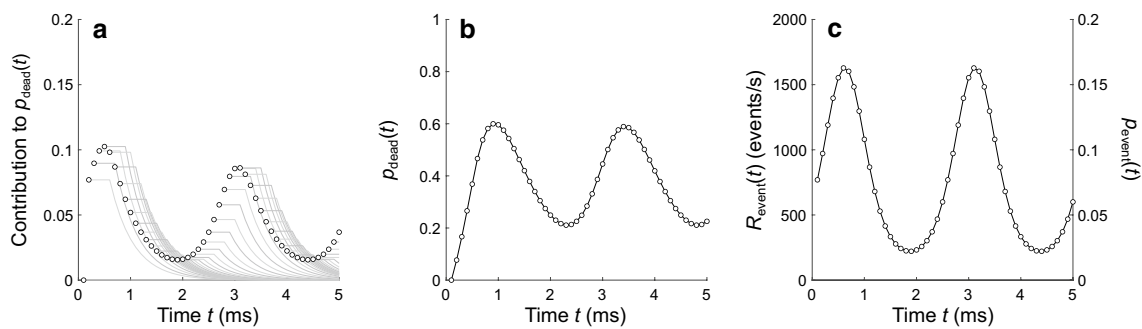 a
Contribution to p_dead(t)
0.2
0.15
0.1
0.05
0
0 1 2 3 4 5
Time t (ms)
b
p_dead(t)
1
0.8
0.6
0.4
0.2
0
0 1 2 3 4 5
Time t (ms)
c
R_event(t) (events/s)
2000
1500
1000
500
0
0 1 2 3 4 5
Time t (ms)
0.2
0.15
0.1
0.05
0
p_event(t)